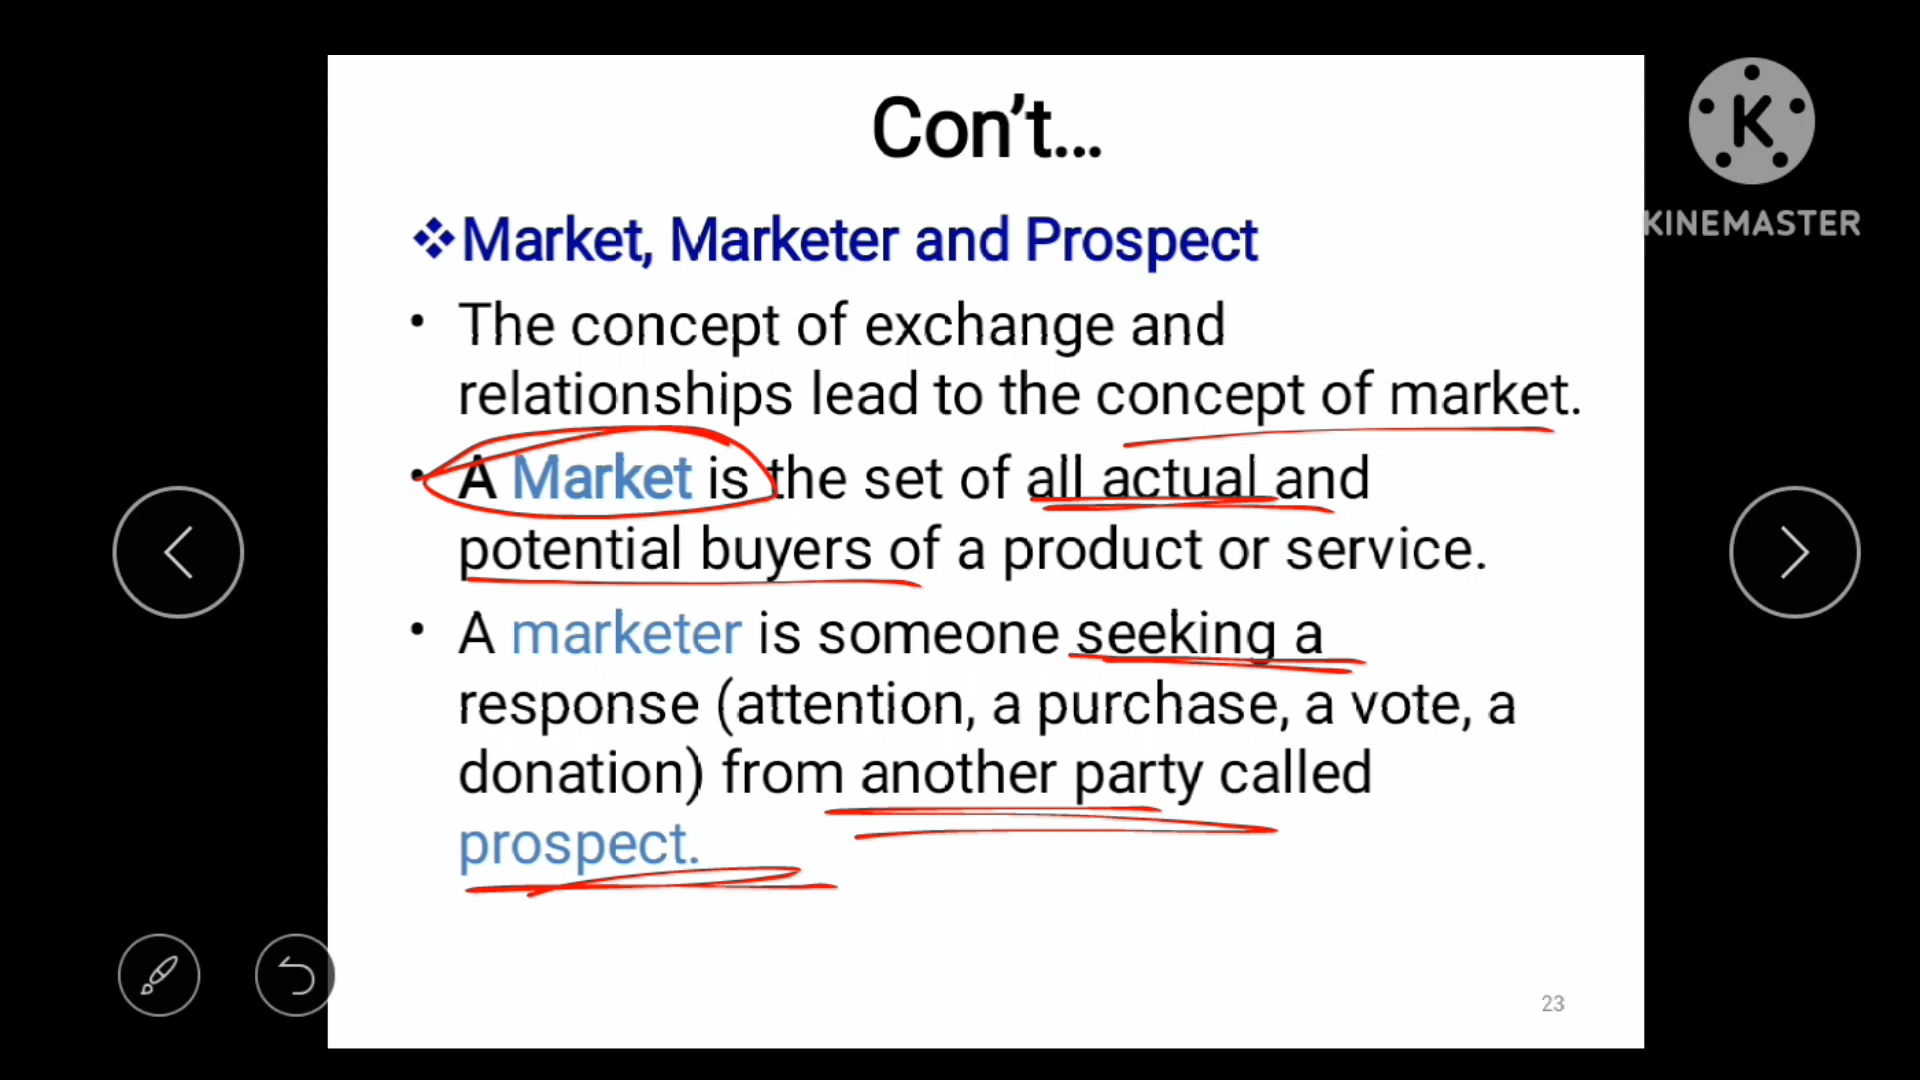 Con't...
❖Market, Marketer and Prospect
• The concept of exchange and
relationships lead to the concept of market.
• A Market is the set of all actual and
potential buyers of a product or service.
• A marketer is someone seeking a
response (attention, a purchase, a vote, a
donation) from another party called
prospect.
23
K
KINEMASTER